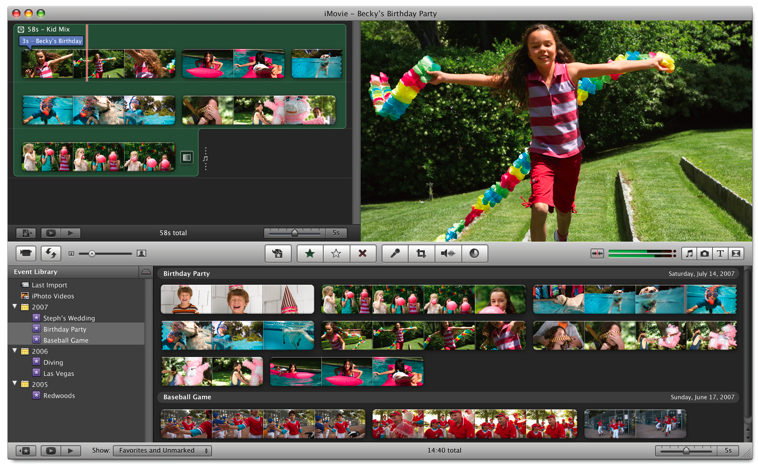 iMovie – Becky's Birthday Party
58s – Kid Mix
3s – Becky's Birthday
58s total
5s
T
Event Library
Last Import
iPhoto Videos
2007
Steph's Wedding
Birthday Party
Baseball Game
2006
Diving
Las Vegas
2005
Redwoods
Birthday Party
Saturday, July 14, 2007
Baseball Game
Sunday, June 17, 2007
Show: Favorites and Unmarked
14:40 total
5s